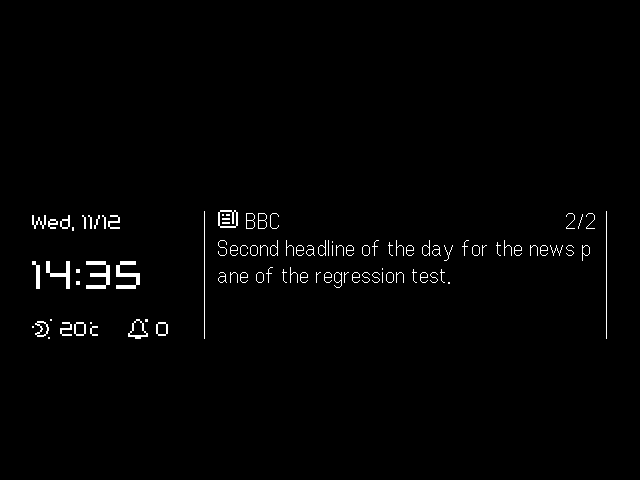 Wed, 11/12
14:35
20c 0
BBC 2/2
Second headline of the day for the news p
ane of the regression test.